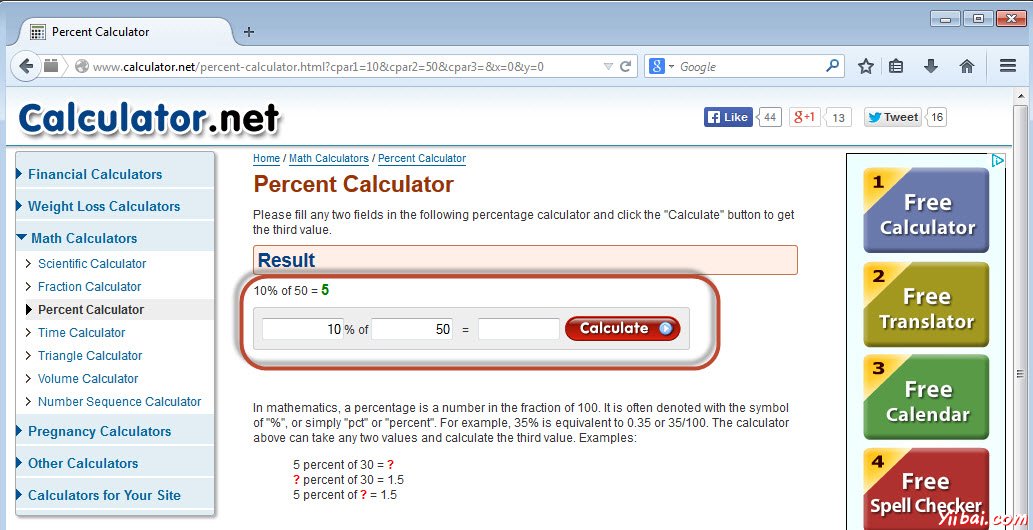 Percent Calculator
www.calculator.net/percent-calculator.html?cpar1=10&cpar2=50&cpar3=&x=0&y=0
Google
Calculator.net
Like 44 +1 13 Tweet 16
Financial Calculators
Weight Loss Calculators
Math Calculators
Scientific Calculator
Fraction Calculator
Percent Calculator
Time Calculator
Triangle Calculator
Volume Calculator
Number Sequence Calculator
Pregnancy Calculators
Other Calculators
Calculators for Your Site
Home / Math Calculators / Percent Calculator
Percent Calculator
Please fill any two fields in the following percentage calculator and click the "Calculate" button to get
the third value.
Result
10% of 50 = 5
10 % of 50 = Calculate
In mathematics, a percentage is a number in the fraction of 100. It is often denoted with the symbol
of "%", or simply "pct" or "percent". For example, 35% is equivalent to 0.35 or 35/100. The calculator
above can take any two values and calculate the third value. Examples:
5 percent of 30 = ?
? percent of 30 = 1.5
5 percent of ? = 1.5
1
Free
Calculator
2
Free
Translator
3
Free
Calendar
4
Free
Spell Checker
Yiibai.com